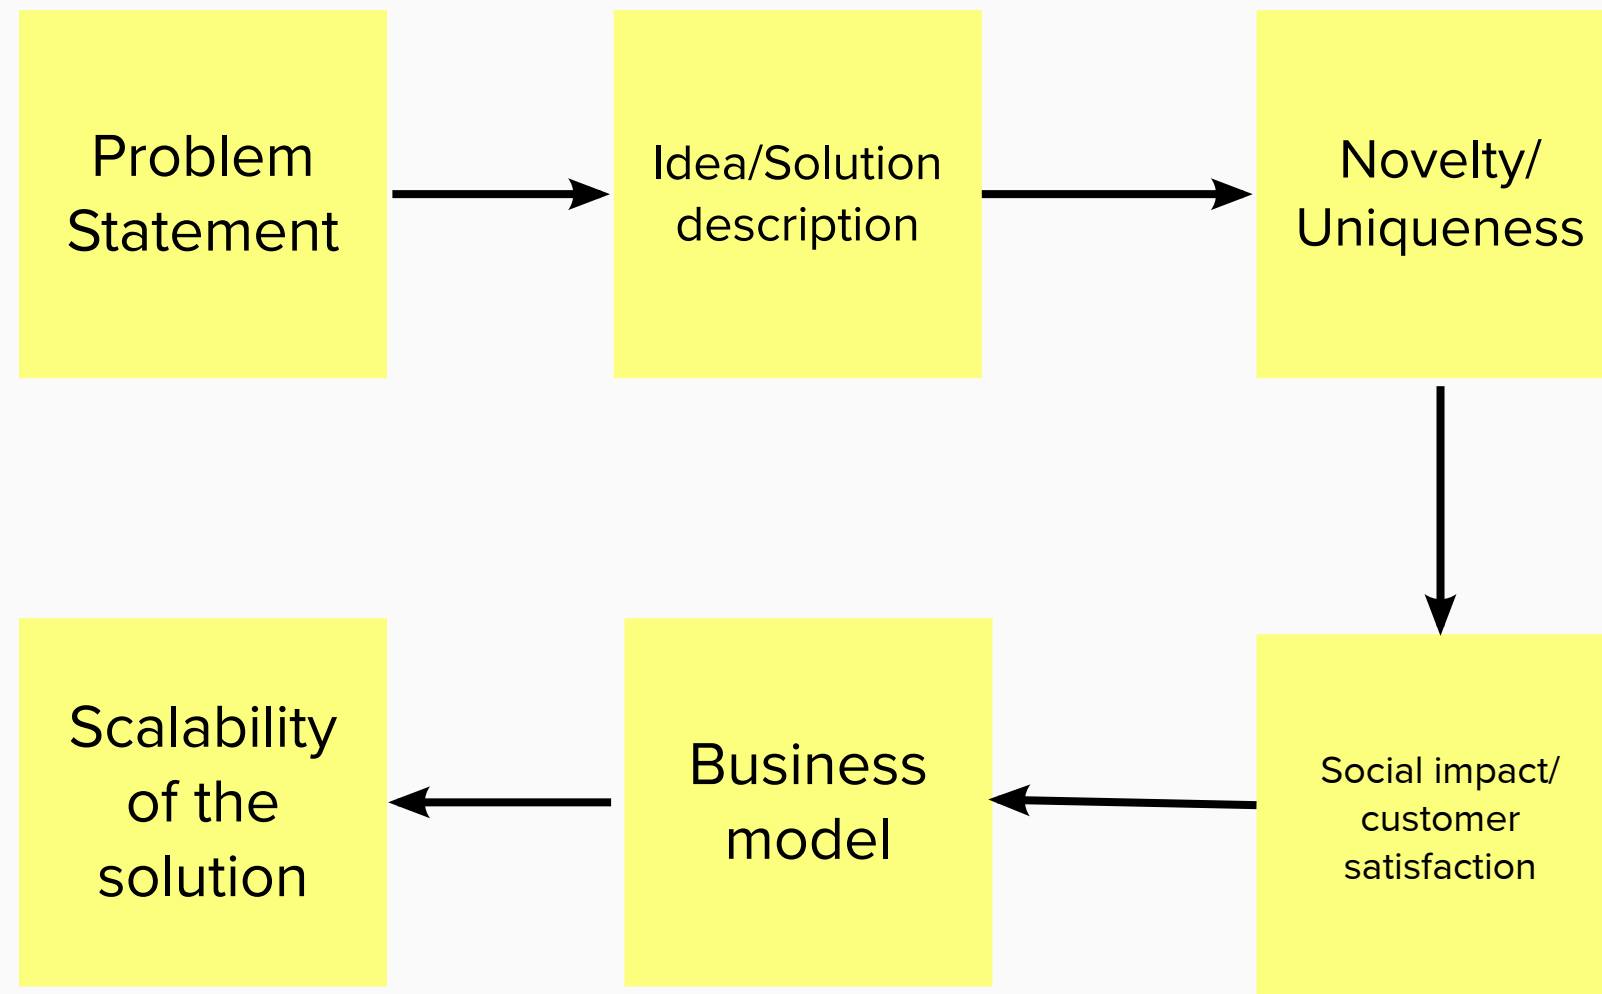 Problem
Statement
Idea/Solution
description
Novelty/
Uniqueness
Social impact/
customer
satisfaction
Business
model
Scalability
of the
solution